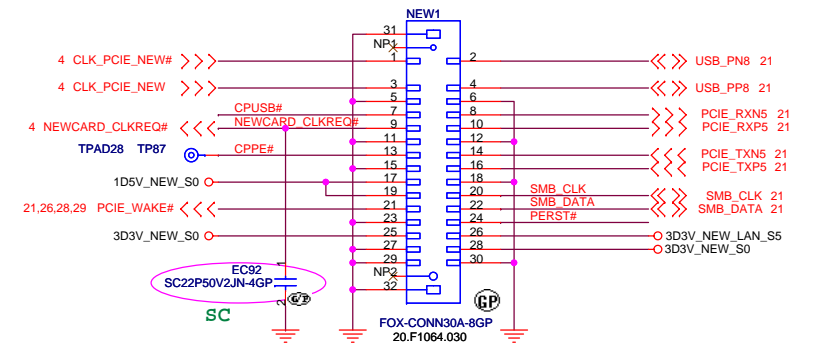 NEW1
31
NP1
4 CLK_PCIE_NEW# 1 2 USB_PN8 21
4 CLK_PCIE_NEW 3 4 USB_PP8 21
5 6
CPUSB# 7 8 PCIE_RXN5 21
4 NEWCARD_CLKREQ# NEWCARD_CLKREQ# 9 10 PCIE_RXP5 21
11 12
TPAD28 TP87 CPPE# 13 14 PCIE_TXN5 21
15 16 PCIE_TXP5 21
1D5V_NEW_S0 17 18
19 20 SMB_CLK SMB_CLK 21
21,26,28,29 PCIE_WAKE# 21 22 SMB_DATA SMB_DATA 21
23 24 PERST#
3D3V_NEW_S0 25 26 3D3V_NEW_LAN_S5
27 28 3D3V_NEW_S0
29 30
NP2
32
1
EC92
SC22P50V2JN-4GP
2
GP
SC
GP
FOX-CONN30A-8GP
20.F1064.030